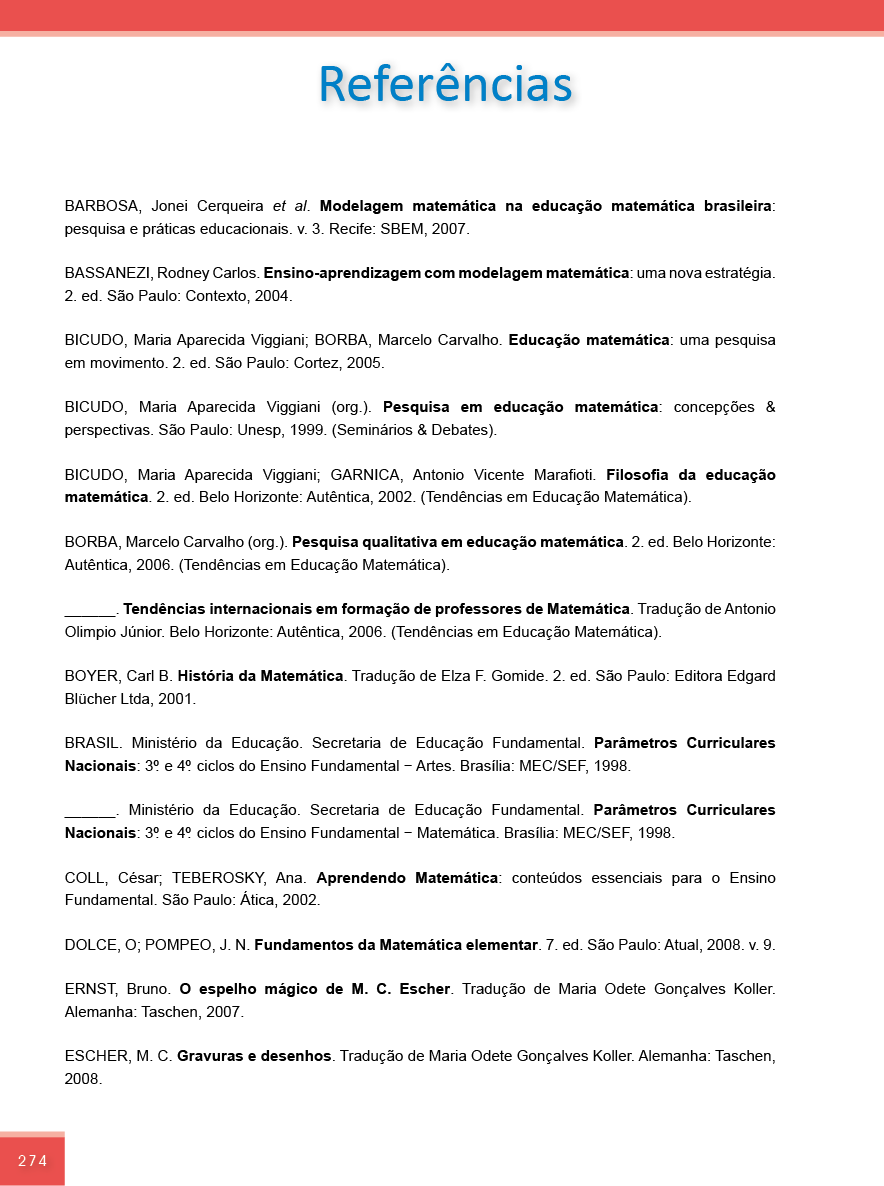 Referências
BARBOSA, Jonei Cerqueira et al. Modelagem matemática na educação matemática brasileira:
pesquisa e práticas educacionais. v. 3. Recife: SBEM, 2007.
BASSANEZI, Rodney Carlos. Ensino-aprendizagem com modelagem matemática: uma nova estratégia.
2. ed. São Paulo: Contexto, 2004.
BICUDO, Maria Aparecida Viggiani; BORBA, Marcelo Carvalho. Educação matemática: uma pesquisa
em movimento. 2. ed. São Paulo: Cortez, 2005.
BICUDO, Maria Aparecida Viggiani (org.). Pesquisa em educação matemática: concepções &
perspectivas. São Paulo: Unesp, 1999. (Seminários & Debates).
BICUDO, Maria Aparecida Viggiani; GARNICA, Antonio Vicente Marafioti. Filosofia da educação
matemática. 2. ed. Belo Horizonte: Autêntica, 2002. (Tendências em Educação Matemática).
BORBA, Marcelo Carvalho (org.). Pesquisa qualitativa em educação matemática. 2. ed. Belo Horizonte:
Autêntica, 2006. (Tendências em Educação Matemática).
______. Tendências internacionais em formação de professores de Matemática. Tradução de Antonio
Olimpio Júnior. Belo Horizonte: Autêntica, 2006. (Tendências em Educação Matemática).
BOYER, Carl B. História da Matemática. Tradução de Elza F. Gomide. 2. ed. São Paulo: Editora Edgard
Blücher Ltda, 2001.
BRASIL. Ministério da Educação. Secretaria de Educação Fundamental. Parâmetros Curriculares
Nacionais: 3º. e 4º. ciclos do Ensino Fundamental − Artes. Brasília: MEC/SEF, 1998.
______. Ministério da Educação. Secretaria de Educação Fundamental. Parâmetros Curriculares
Nacionais: 3º. e 4º. ciclos do Ensino Fundamental − Matemática. Brasília: MEC/SEF, 1998.
COLL, César; TEBEROSKY, Ana. Aprendendo Matemática: conteúdos essenciais para o Ensino
Fundamental. São Paulo: Ática, 2002.
DOLCE, O; POMPEO, J. N. Fundamentos da Matemática elementar. 7. ed. São Paulo: Atual, 2008. v. 9.
ERNST, Bruno. O espelho mágico de M. C. Escher. Tradução de Maria Odete Gonçalves Koller.
Alemanha: Taschen, 2007.
ESCHER, M. C. Gravuras e desenhos. Tradução de Maria Odete Gonçalves Koller. Alemanha: Taschen,
2008.
274